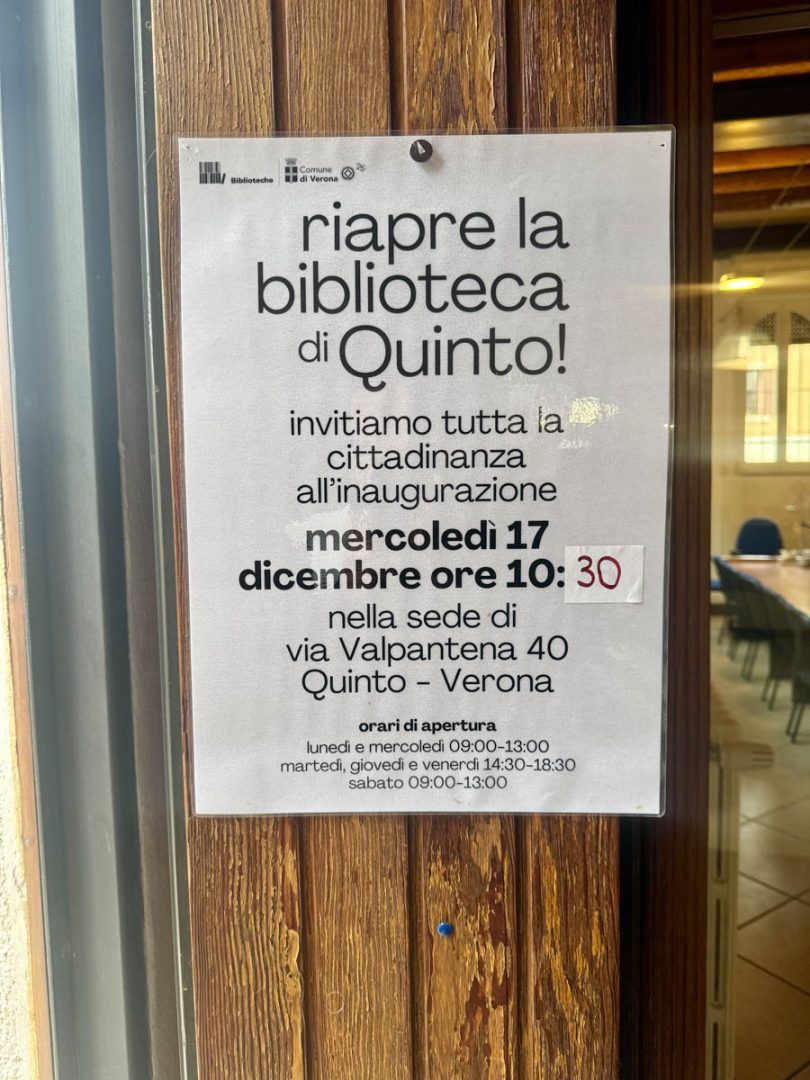 Biblioteche
Comune
di Verona
riapre la
biblioteca
di Quinto!
invitiamo tutta la
cittadinanza
all'inaugurazione
mercoledì 17
dicembre ore 10:30
nella sede di
via Valpantena 40
Quinto - Verona
orari di apertura
lunedì e mercoledì 09:00-13:00
martedì, giovedì e venerdì 14:30-18:30
sabato 09:00-13:00